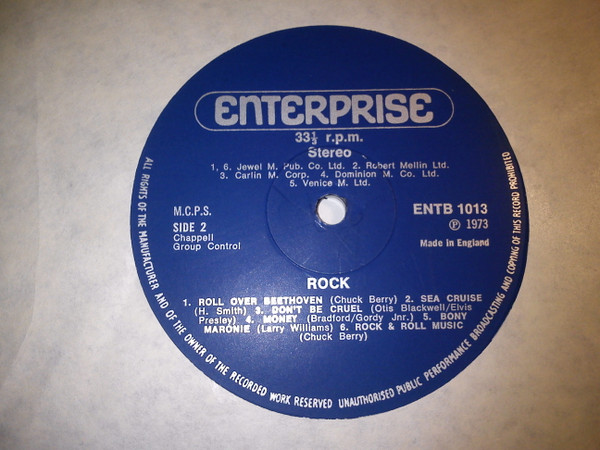 ENTERPRISE
33⅓ r.p.m.
Stereo
1. 6. Jewel M. Pub. Co. Ltd. 2. Robert Mellin Ltd.
3. Carlin M. Corp. 4. Dominion M. Co. Ltd.
5. Venice M. Ltd.
M.C.P.S.
SIDE 2
Chappell
Group Control
ENTB 1013
℗ 1973
Made in England
ROCK
1. ROLL OVER BEETHOVEN (Chuck Berry) 2. SEA CRUISE
(H. Smith) 3. DON'T BE CRUEL (Otis Blackwell/Elvis
Presley) 4. MONEY (Bradford/Gordy Jnr.) 5. BONY
MARONIE (Larry Williams) 6. ROCK & ROLL MUSIC
(Chuck Berry)
ALL RIGHTS OF THE MANUFACTURER AND OF THE OWNER OF THE RECORDED WORK RESERVED UNAUTHORISED PUBLIC PERFORMANCE BROADCASTING AND COPYING OF THIS RECORD PROHIBITED